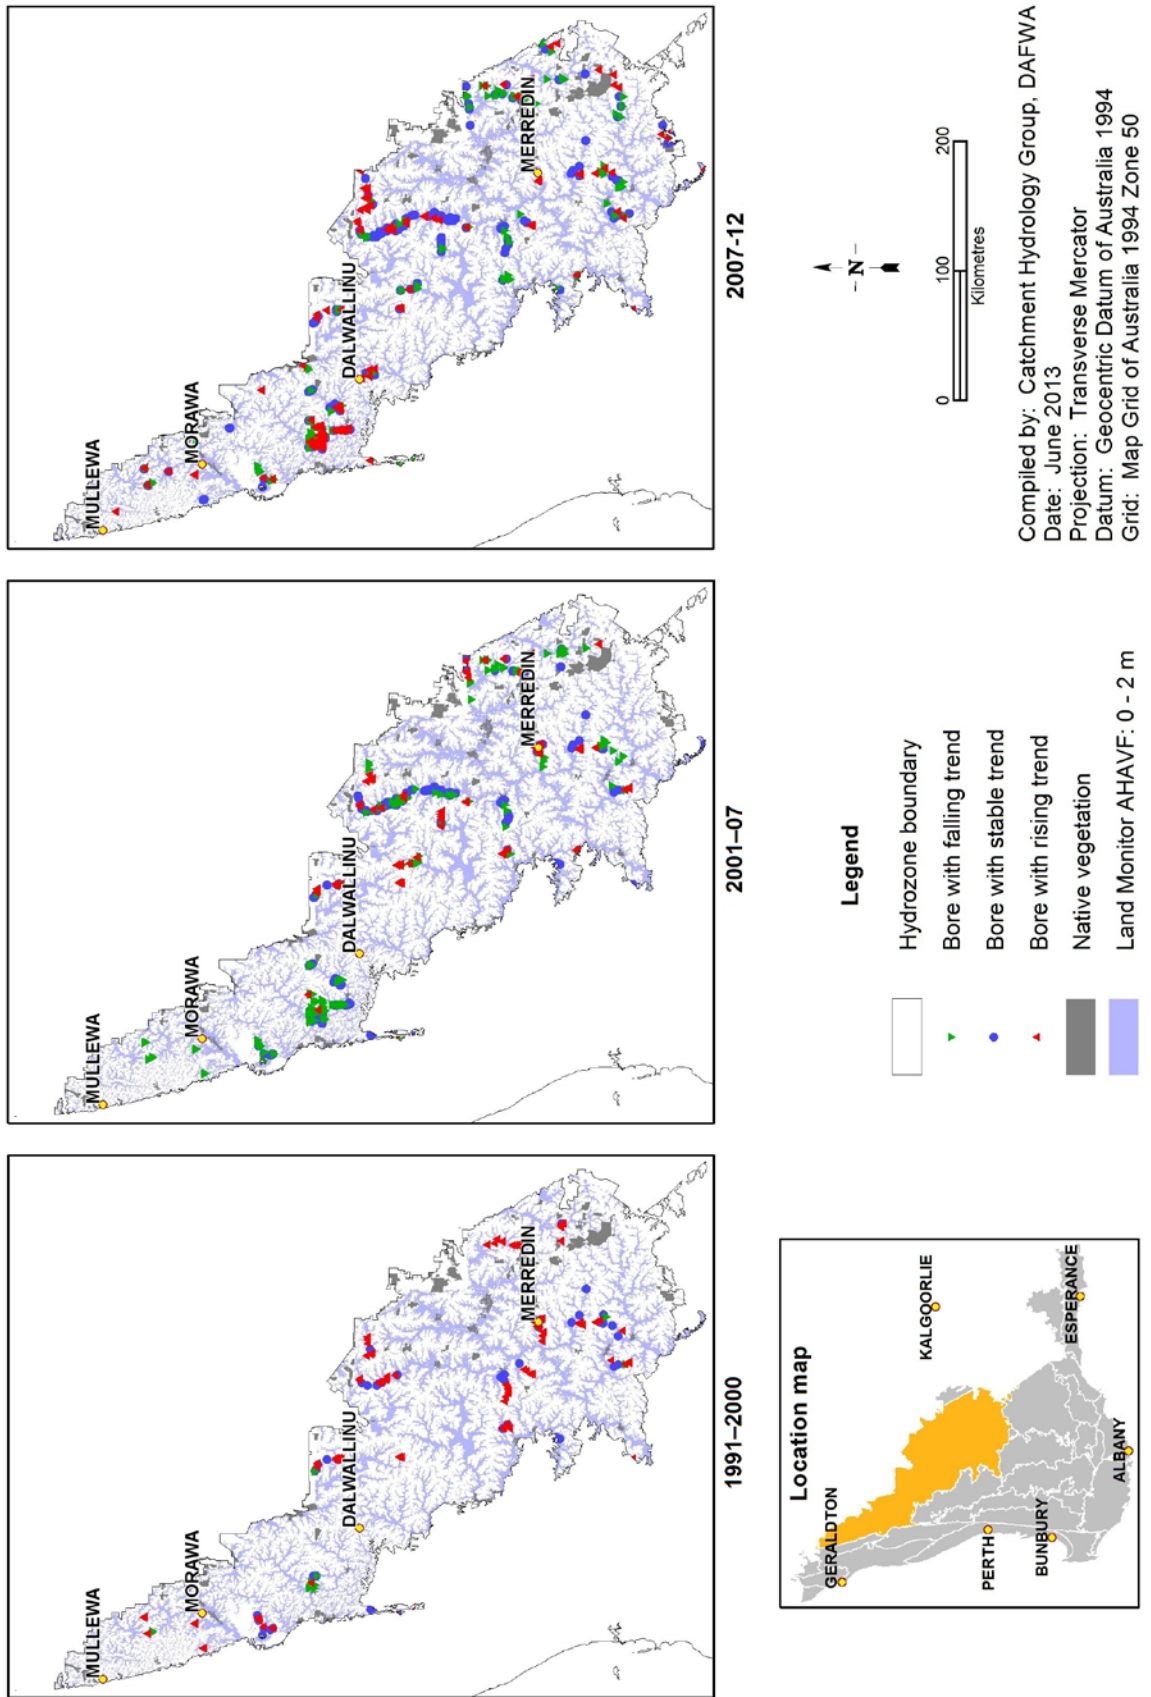 MULLEWA
MORAWA
DALWALLINU
MERREDIN
1991–2000
MULLEWA
MORAWA
DALWALLINU
MERREDIN
2001–07
MULLEWA
MORAWA
DALWALLINU
MERREDIN
2007-12
Location map
GERALDTON
KALGOORLIE
PERTH
BUNBURY
ESPERANCE
ALBANY
Legend
Hydrozone boundary
Bore with falling trend
Bore with stable trend
Bore with rising trend
Native vegetation
Land Monitor AHAVF: 0 - 2 m
N
0 100 200
Kilometres
Compiled by: Catchment Hydrology Group, DAFWA
Date: June 2013
Projection: Transverse Mercator
Datum: Geocentric Datum of Australia 1994
Grid: Map Grid of Australia 1994 Zone 50